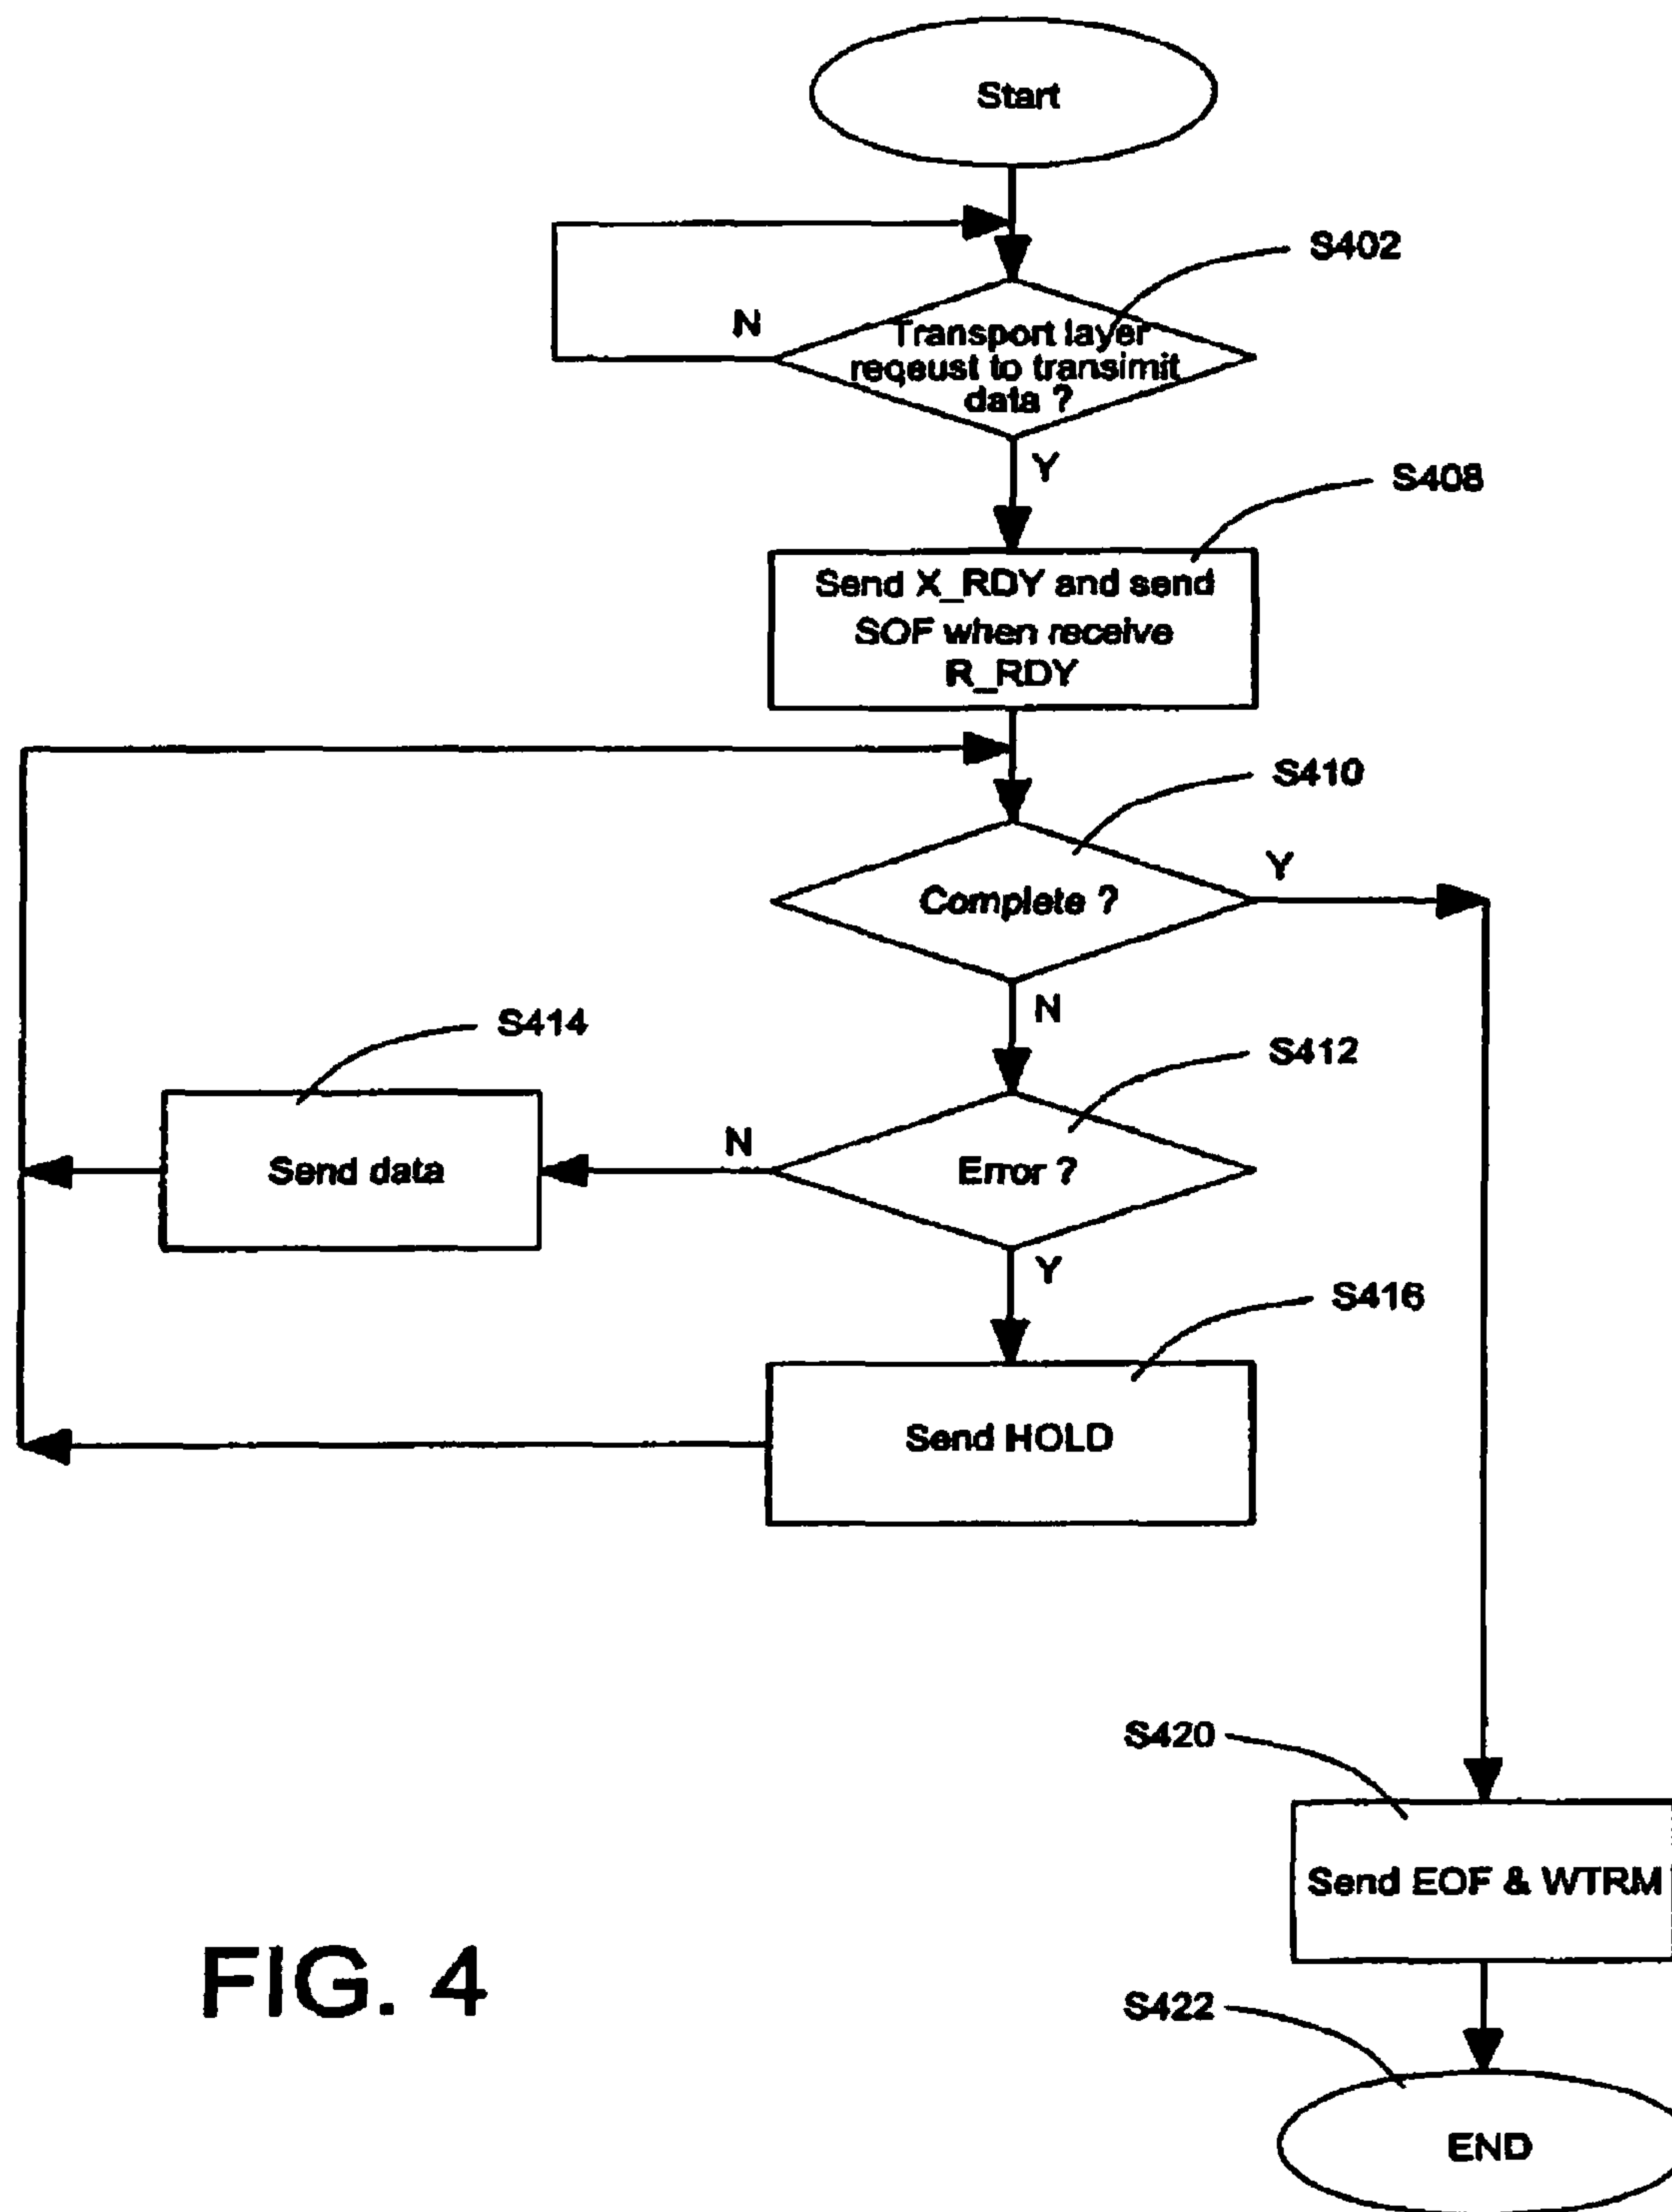 Start
S402
N
Transport layer
reqeust to transimit
data ?
Y
S408
Send X_RDY and send
SOF when receive
R_RDY
S410
Complete ?
Y
N
S414
S412
Send data
N
Error ?
Y
S416
Send HOLD
S420
Send EOF & WTRM
FIG. 4
S422
END